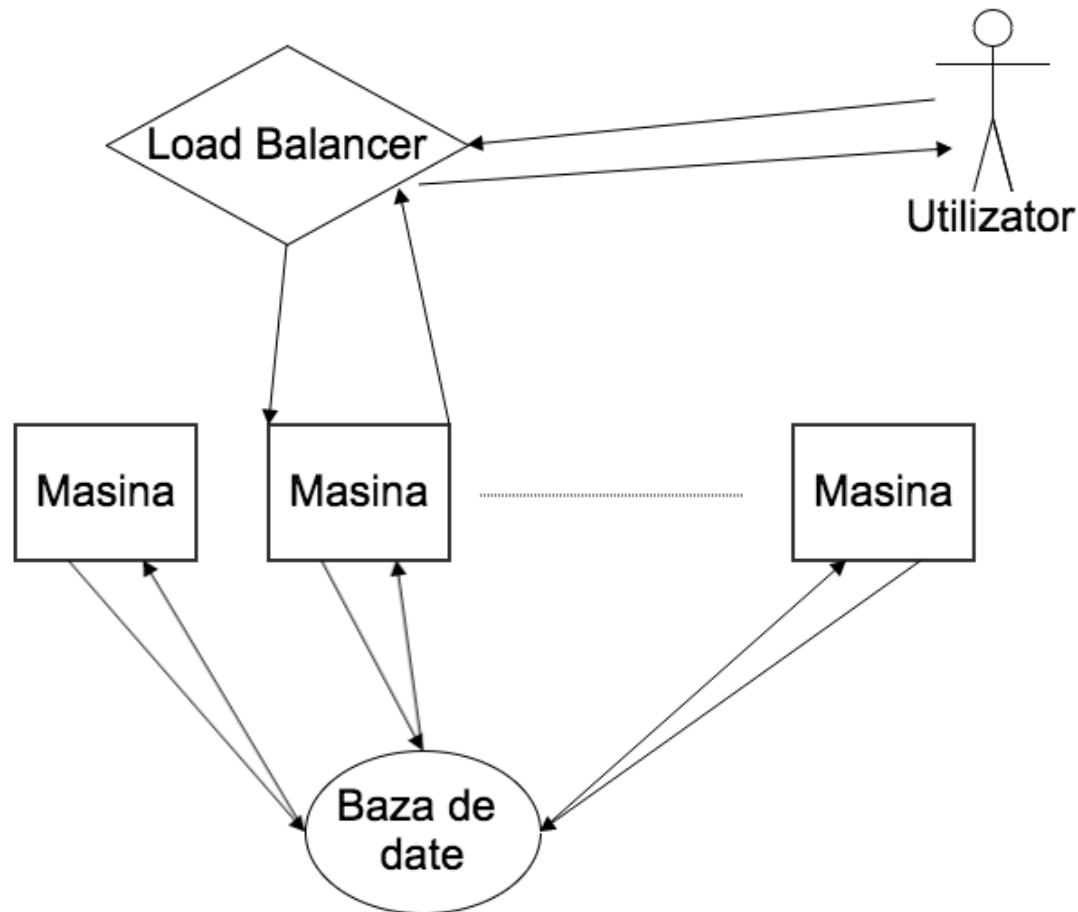 Load Balancer
Utilizator
Masina
Masina
Masina
Baza de
date